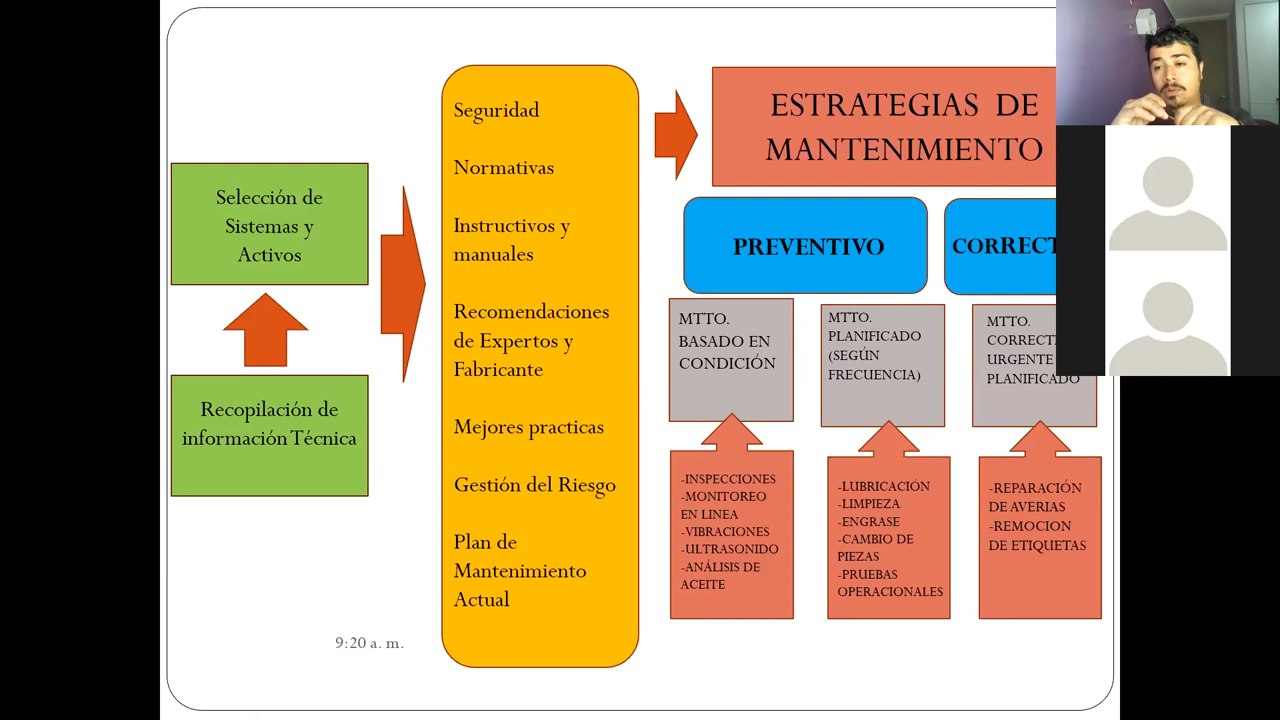 Selección de
Sistemas y
Activos
Recopilación de
información Técnica
Seguridad
Normativas
Instructivos y
manuales
Recomendaciones
de Expertos y
Fabricante
Mejores practicas
Gestión del Riesgo
Plan de
Mantenimiento
Actual
ESTRATEGIAS DE
MANTENIMIENTO
PREVENTIVO
MTTO.
BASADO EN
CONDICIÓN
MTTO.
PLANIFICADO
(SEGÚN
FRECUENCIA)
MTTO.
URGENTE
PLANIFICADO
-INSPECCIONES
-MONITOREO
EN LINEA
-VIBRACIONES
-ULTRASONIDO
-ANÁLISIS DE
ACEITE
-LUBRICACIÓN
-LIMPIEZA
-ENGRASE
-CAMBIO DE
PIEZAS
-PRUEBAS
OPERACIONALES
-REPARACIÓN
DE AVERIAS
-REMOCION
DE ETIQUETAS
9:20 a. m.